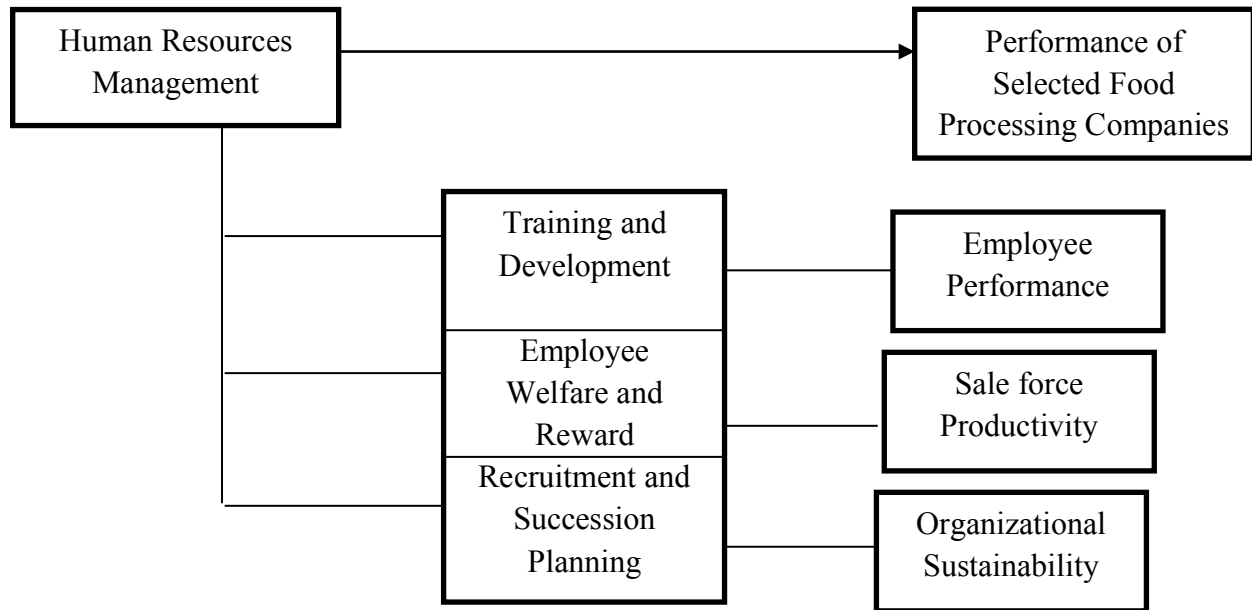 Human Resources
Management
Performance of
Selected Food
Processing Companies
Training and
Development
Employee
Performance
Employee
Welfare and
Reward
Sale force
Productivity
Recruitment and
Succession
Planning
Organizational
Sustainability